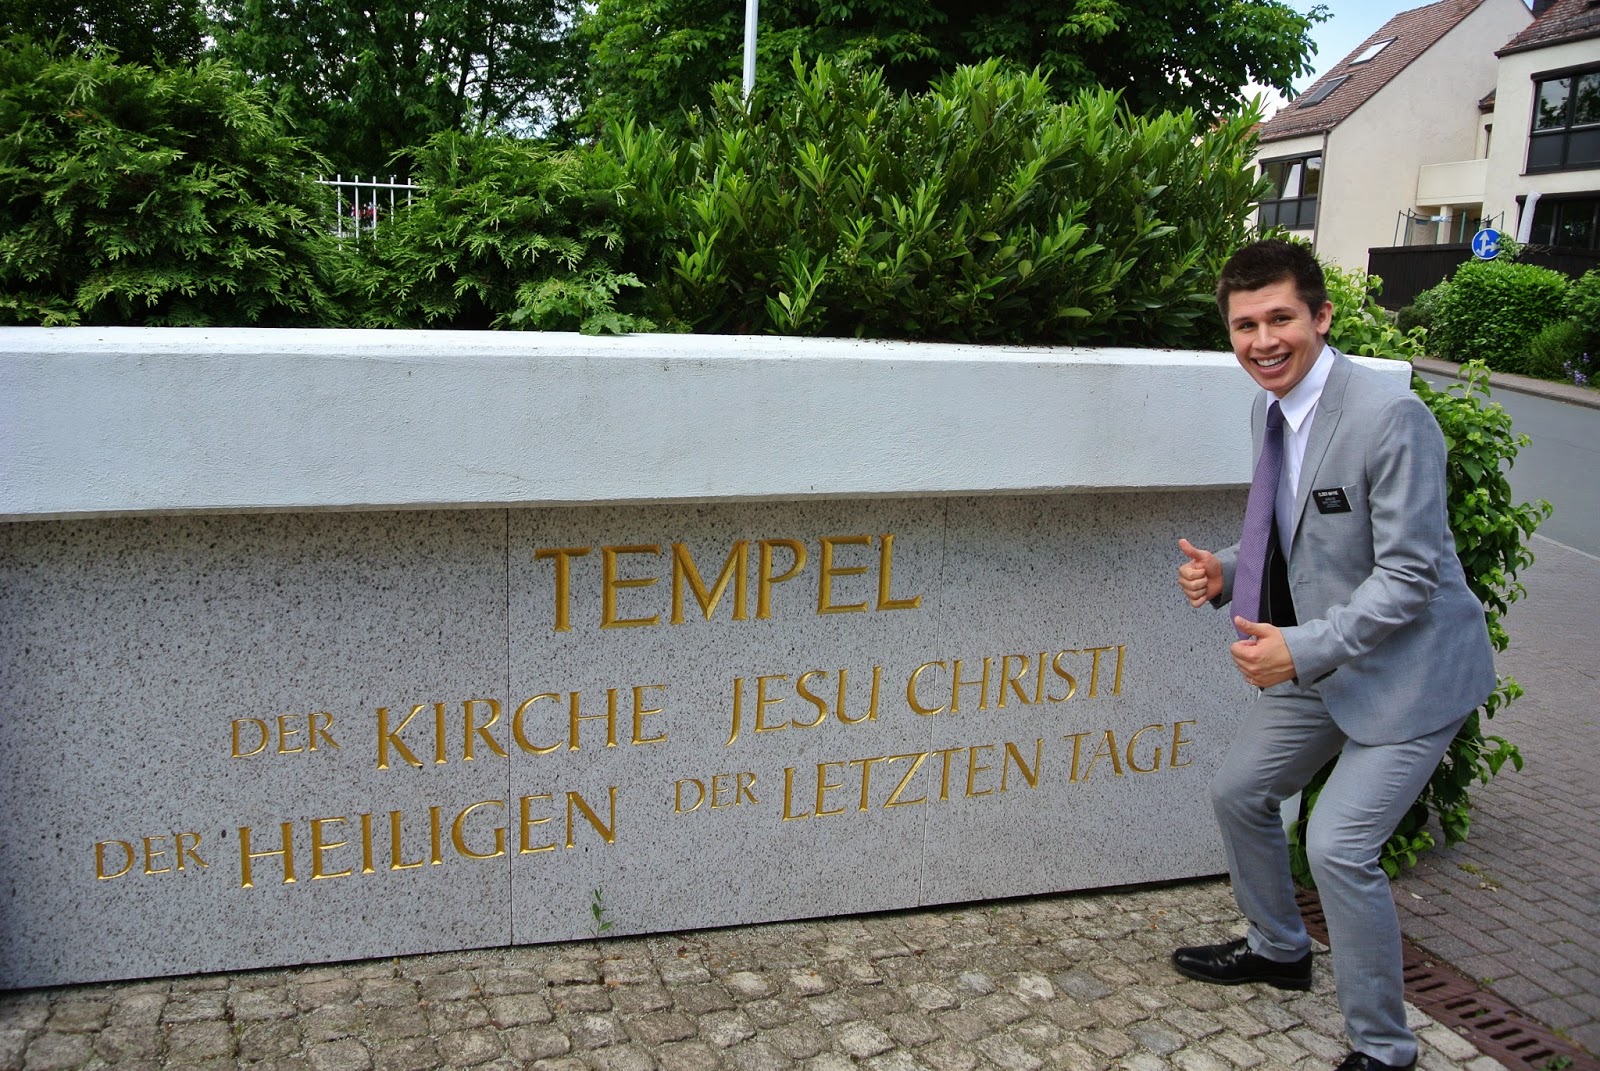 TEMPEL
DER KIRCHE JESU CHRISTI
DER HEILIGEN DER LETZTEN TAGE